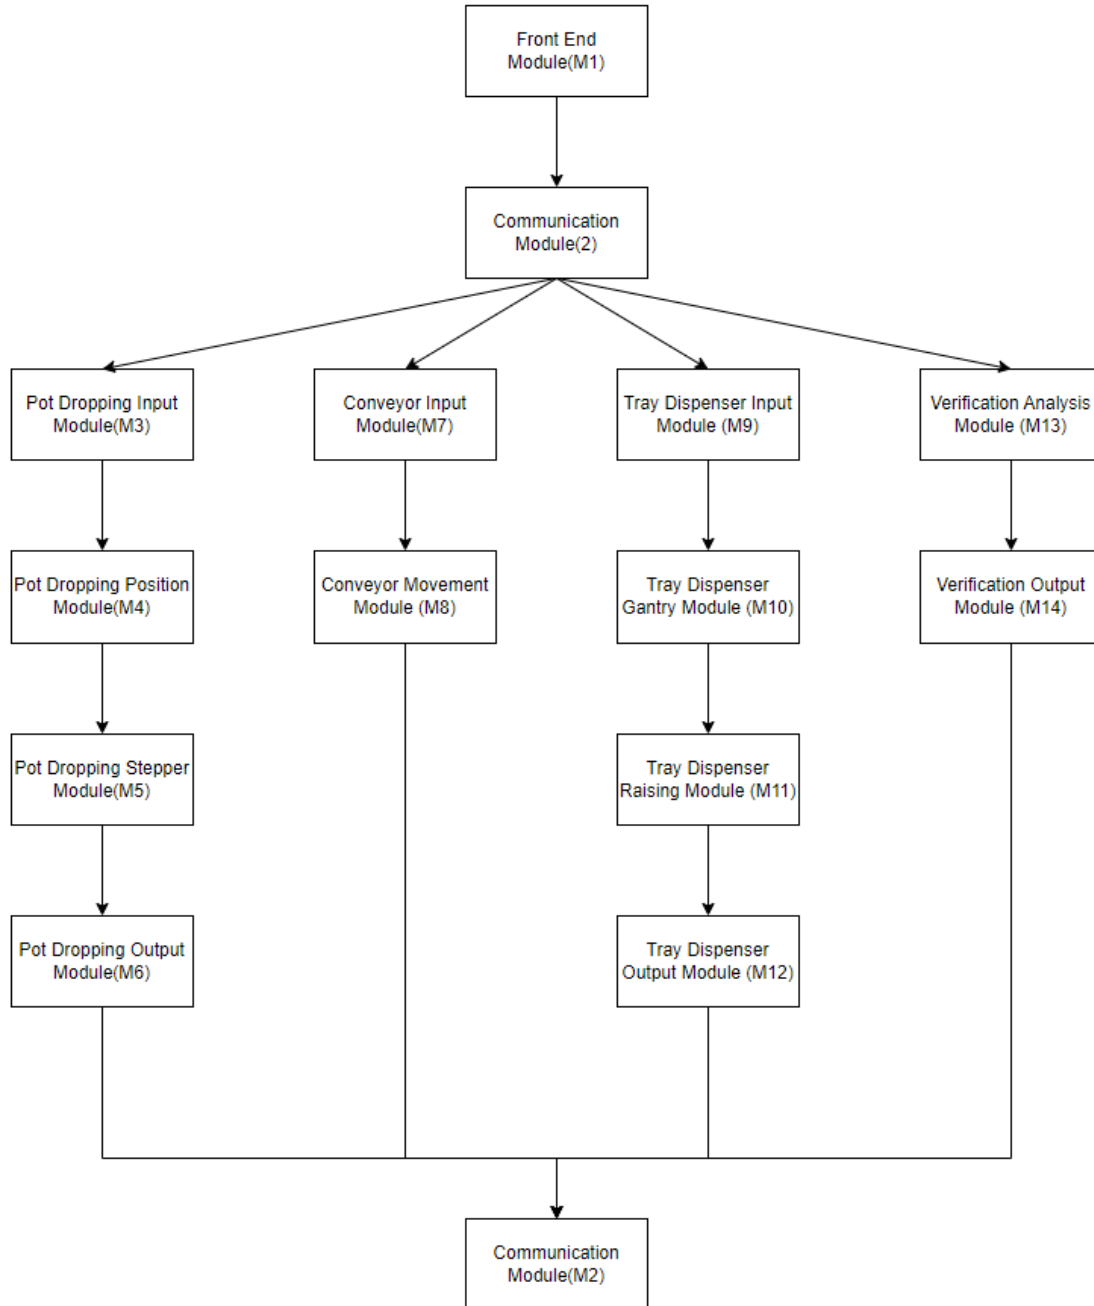 Front End
Module(M1)
Communication
Module(2)
Pot Dropping Input
Module(M3)
Conveyor Input
Module(M7)
Tray Dispenser Input
Module (M9)
Verification Analysis
Module (M13)
Pot Dropping Position
Module(M4)
Conveyor Movement
Module (M8)
Tray Dispenser
Gantry Module (M10)
Verification Output
Module (M14)
Pot Dropping Stepper
Module(M5)
Tray Dispenser
Raising Module (M11)
Pot Dropping Output
Module(M6)
Tray Dispenser
Output Module (M12)
Communication
Module(M2)